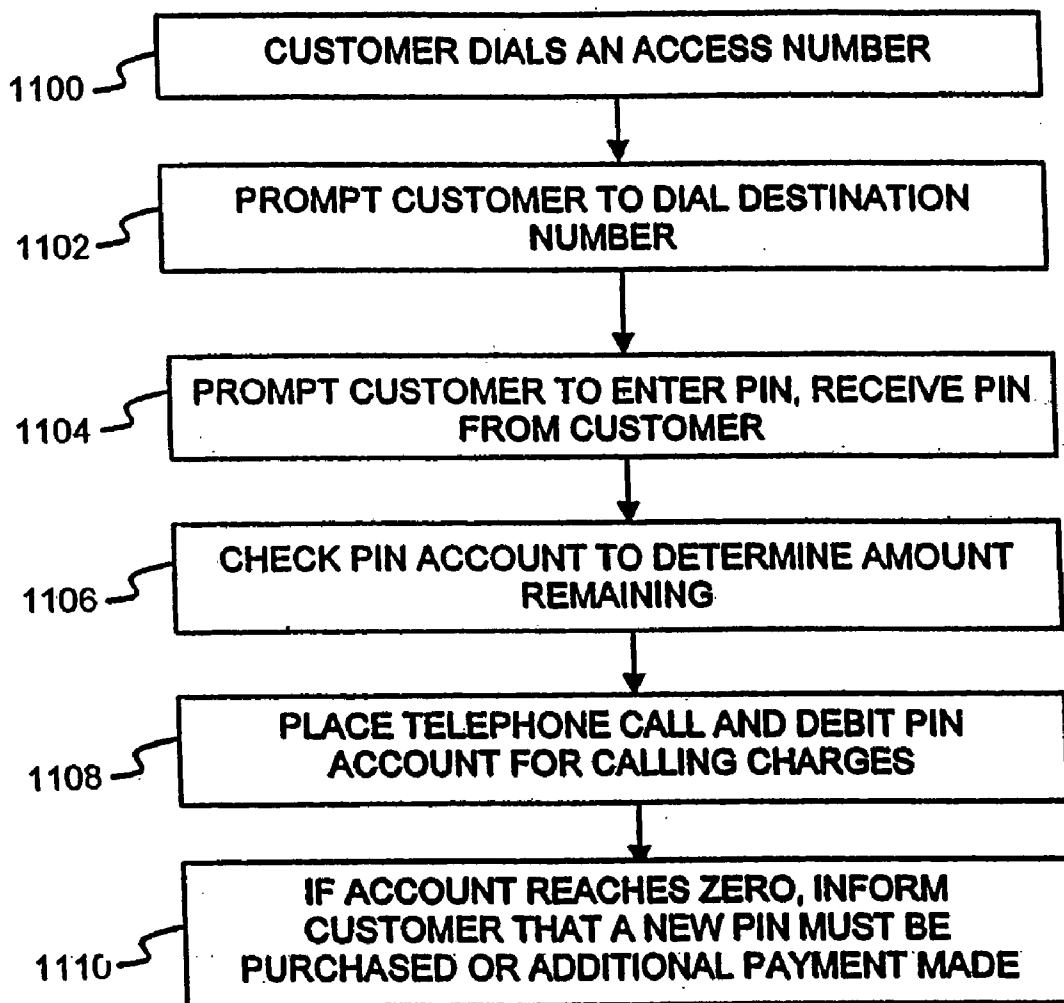 CUSTOMER DIALS AN ACCESS NUMBER
1100
PROMPT CUSTOMER TO DIAL DESTINATION
NUMBER
1102
PROMPT CUSTOMER TO ENTER PIN, RECEIVE PIN
FROM CUSTOMER
1104
CHECK PIN ACCOUNT TO DETERMINE AMOUNT
REMAINING
1106
PLACE TELEPHONE CALL AND DEBIT PIN
ACCOUNT FOR CALLING CHARGES
1108
IF ACCOUNT REACHES ZERO, INFORM
CUSTOMER THAT A NEW PIN MUST BE
PURCHASED OR ADDITIONAL PAYMENT MADE
1110